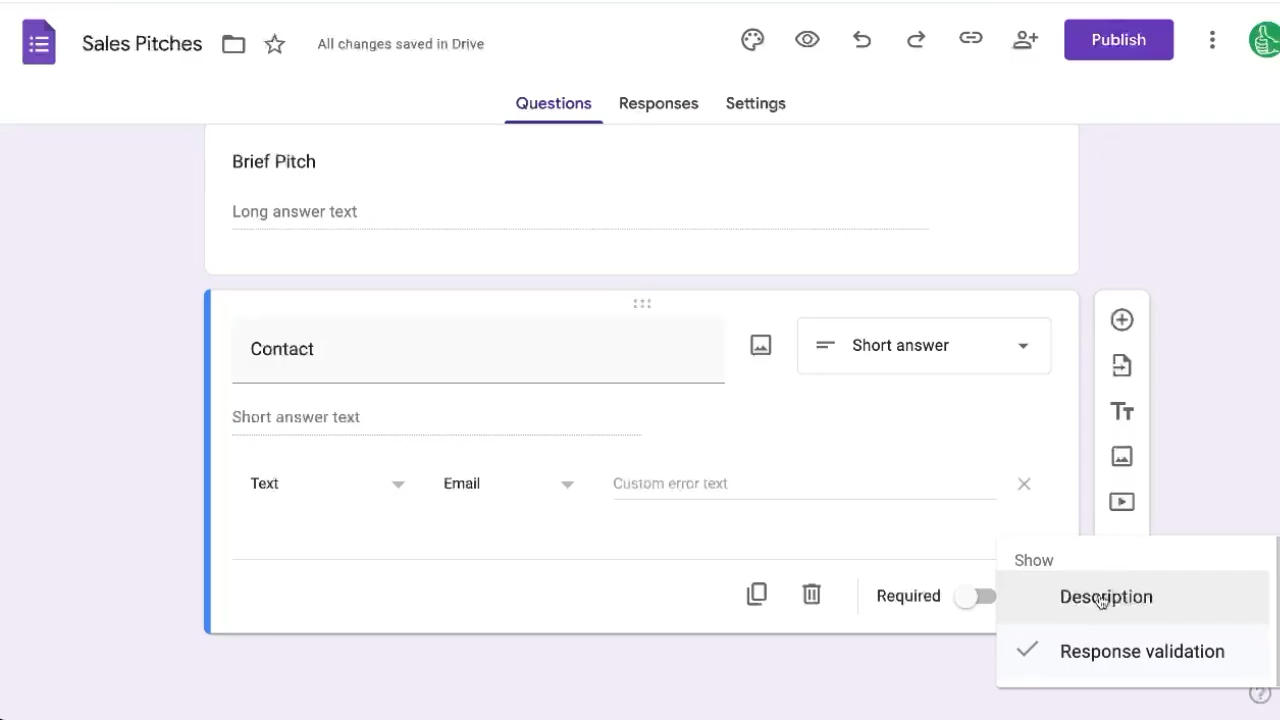 Sales Pitches
All changes saved in Drive
Publish
Questions Responses Settings
Brief Pitch
Long answer text
Contact
Short answer
Short answer text
Text
Email
Custom error text
Required
Show
Description
Response validation